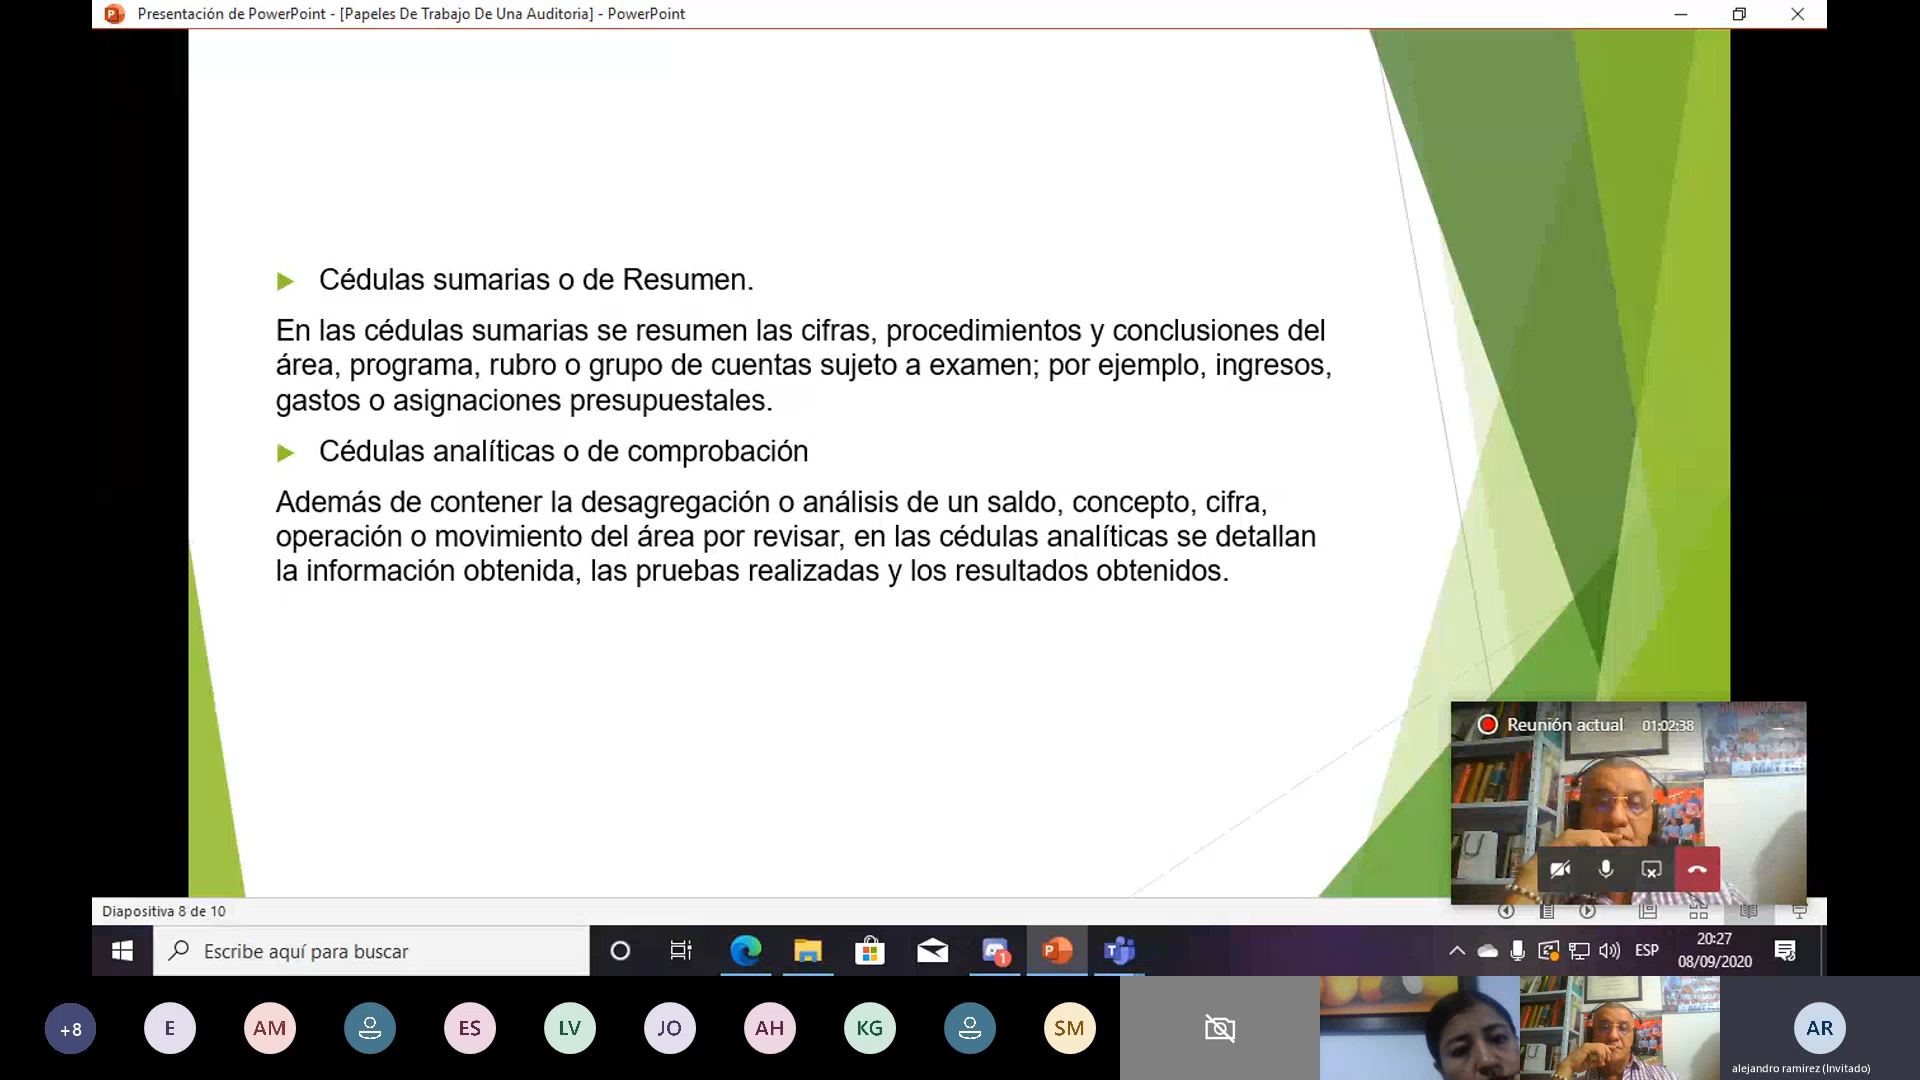 Presentación de PowerPoint - [Papeles De Trabajo De Una Auditoria] - PowerPoint
Cédulas sumarias o de Resumen.
En las cédulas sumarias se resumen las cifras, procedimientos y conclusiones del
área, programa, rubro o grupo de cuentas sujeto a examen; por ejemplo, ingresos,
gastos o asignaciones presupuestales.
Cédulas analíticas o de comprobación
Además de contener la desagregación o análisis de un saldo, concepto, cifra,
operación o movimiento del área por revisar, en las cédulas analíticas se detallan
la información obtenida, las pruebas realizadas y los resultados obtenidos.
Reunión actual 01:02:38
Diapositiva 8 de 10
Escribe aquí para buscar
1
ESP
20:27
08/09/2020
+8
E
AM
ES
LV
JO
AH
KG
SM
AR
alejandro ramirez (Invitado)